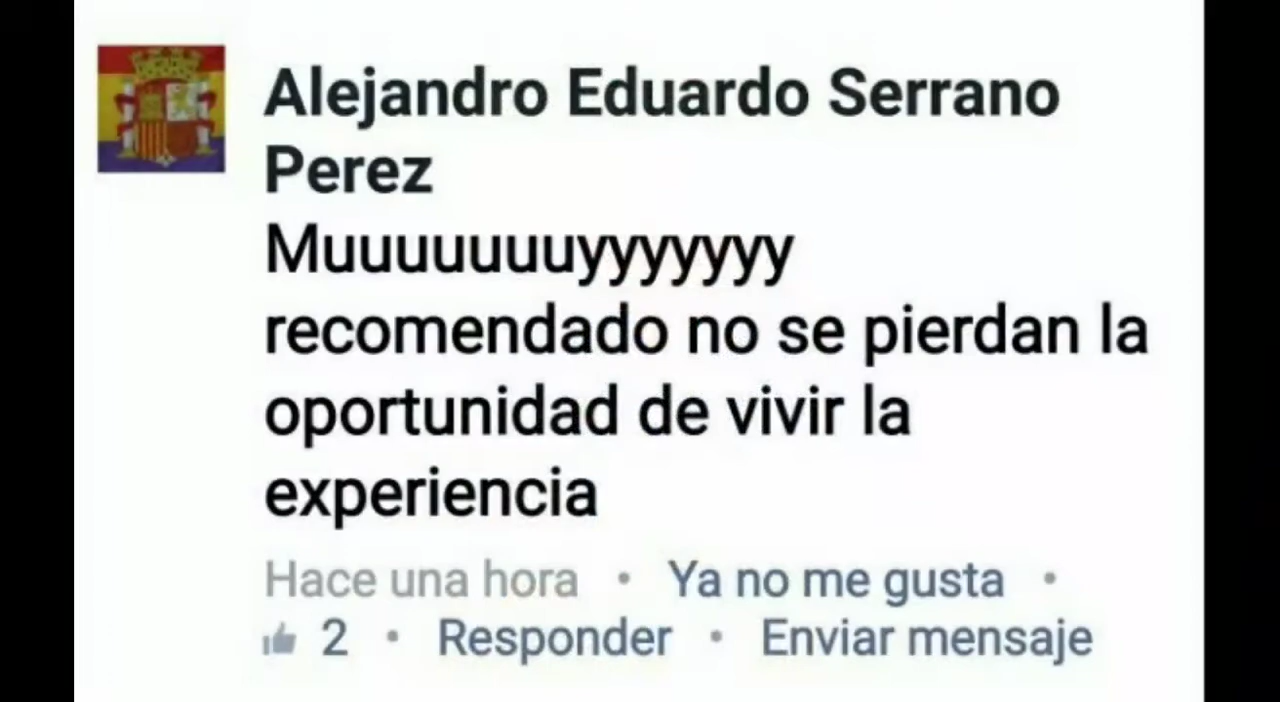 Alejandro Eduardo Serrano
Perez
Muuuuuuuyyyyyyy
recomendado no se pierdan la
oportunidad de vivir la
experiencia
Hace una hora • Ya no me gusta •
2 • Responder • Enviar mensaje